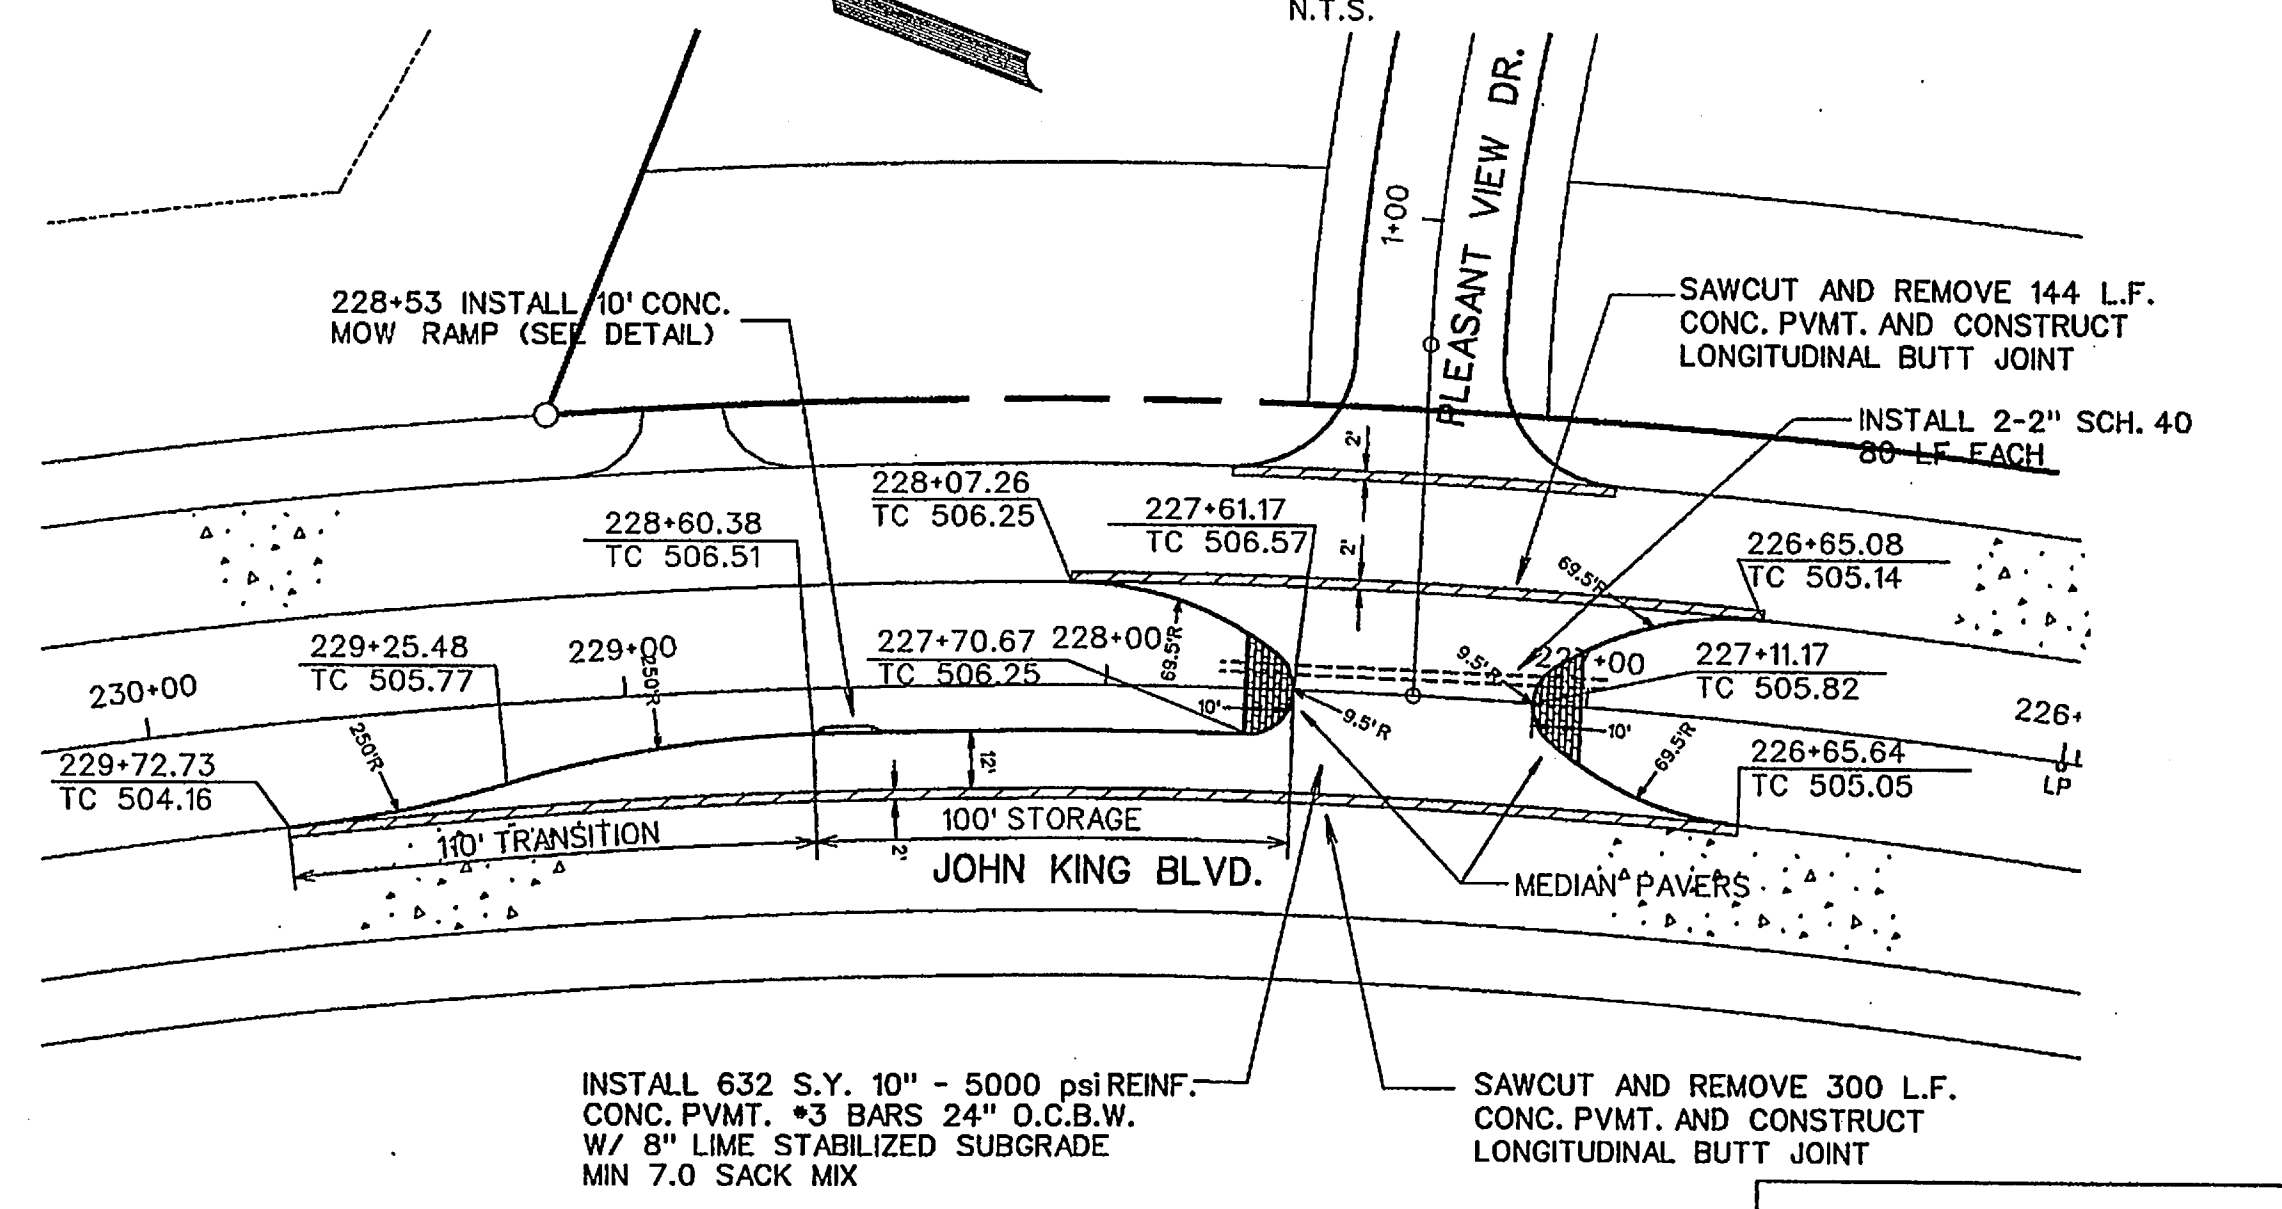 N.T.S.
PLEASANT VIEW DR.
1+00
228+53 INSTALL 10' CONC.
MOW RAMP (SEE DETAIL)
SAWCUT AND REMOVE 144 L.F.
CONC. PVMT. AND CONSTRUCT
LONGITUDINAL BUTT JOINT
INSTALL 2-2" SCH. 40
80 LF EACH
2'
2'
228+07.26
TC 506.25
227+61.17
TC 506.57
228+60.38
TC 506.51
226+65.08
TC 505.14
69.5'R
229+25.48
TC 505.77
229+00
250'R
227+70.67
TC 506.25
228+00
69.5'R
9.5'R
227+00
227+11.17
TC 505.82
230+00
10'
9.5'R
10'
69.5'R
226+
LP
229+72.73
TC 504.16
250'R
12'
226+65.64
TC 505.05
110' TRANSITION
100' STORAGE
2'
JOHN KING BLVD.
MEDIAN PAVERS
INSTALL 632 S.Y. 10" - 5000 psi REINF.
CONC. PVMT. #3 BARS 24" O.C.B.W.
W/ 8" LIME STABILIZED SUBGRADE
MIN 7.0 SACK MIX
SAWCUT AND REMOVE 300 L.F.
CONC. PVMT. AND CONSTRUCT
LONGITUDINAL BUTT JOINT